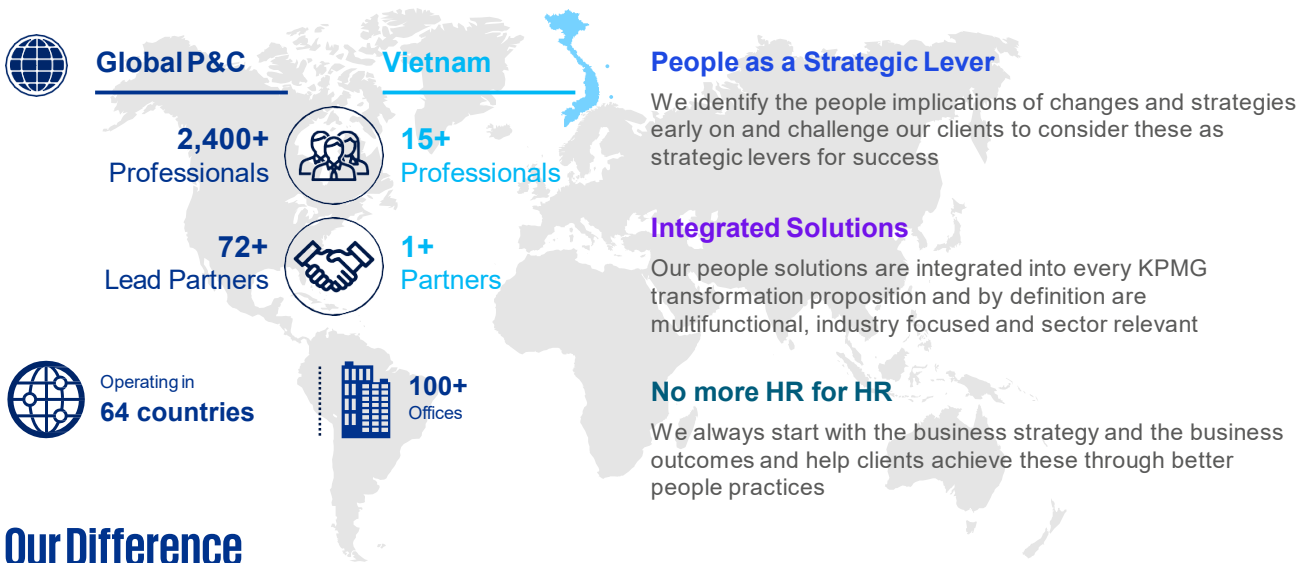 Global P&C
Vietnam
2,400+
Professionals
15+
Professionals
72+
Lead Partners
1+
Partners
Operating in
64 countries
100+
Offices
People as a Strategic Lever
We identify the people implications of changes and strategies
early on and challenge our clients to consider these as
strategic levers for success
Integrated Solutions
Our people solutions are integrated into every KPMG
transformation proposition and by definition are
multifunctional, industry focused and sector relevant
No more HR for HR
We always start with the business strategy and the business
outcomes and help clients achieve these through better
people practices
Our Difference